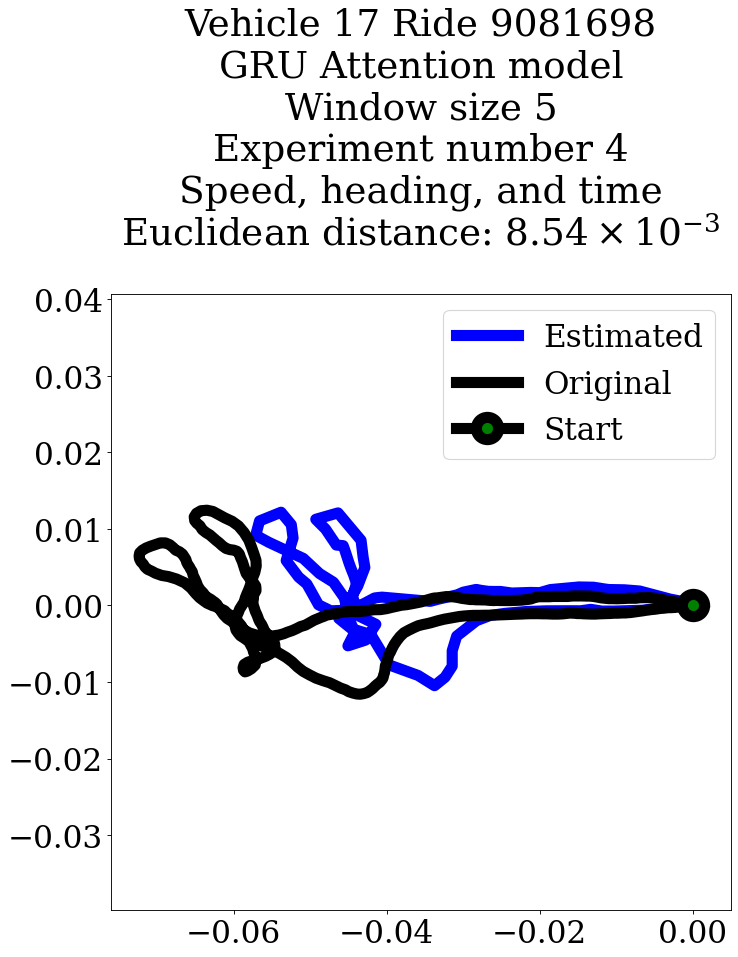 Vehicle 17 Ride 9081698
GRU Attention model
Window size 5
Experiment number 4
Speed, heading, and time
Euclidean distance: 8.54 × 10⁻³
0.04
0.03
0.02
0.01
0.00
−0.01
−0.02
−0.03
Estimated
Original
Start
−0.06
−0.04
−0.02
0.00